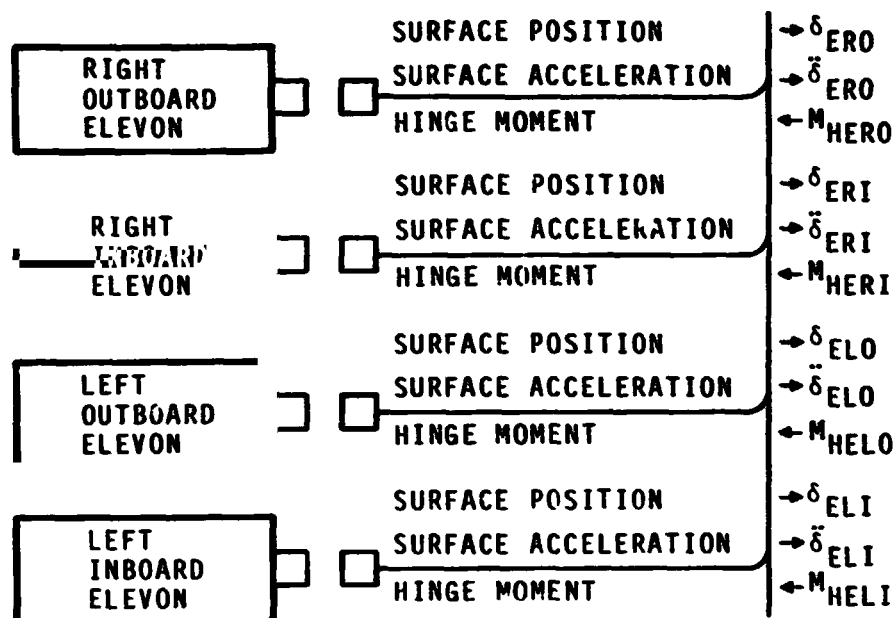 RIGHT
OUTBOARD
ELEVON
SURFACE POSITION
SURFACE ACCELERATION
HINGE MOMENT
→δERO
→δ̈ERO
←MHERO
RIGHT
INBOARD
ELEVON
SURFACE POSITION
SURFACE ACCELERATION
HINGE MOMENT
→δERI
→δ̈ERI
←MHERI
LEFT
OUTBOARD
ELEVON
SURFACE POSITION
SURFACE ACCELERATION
HINGE MOMENT
→δELO
→δ̈ELO
←MHELO
LEFT
INBOARD
ELEVON
SURFACE POSITION
SURFACE ACCELERATION
HINGE MOMENT
→δELI
→δ̈ELI
←MHELI